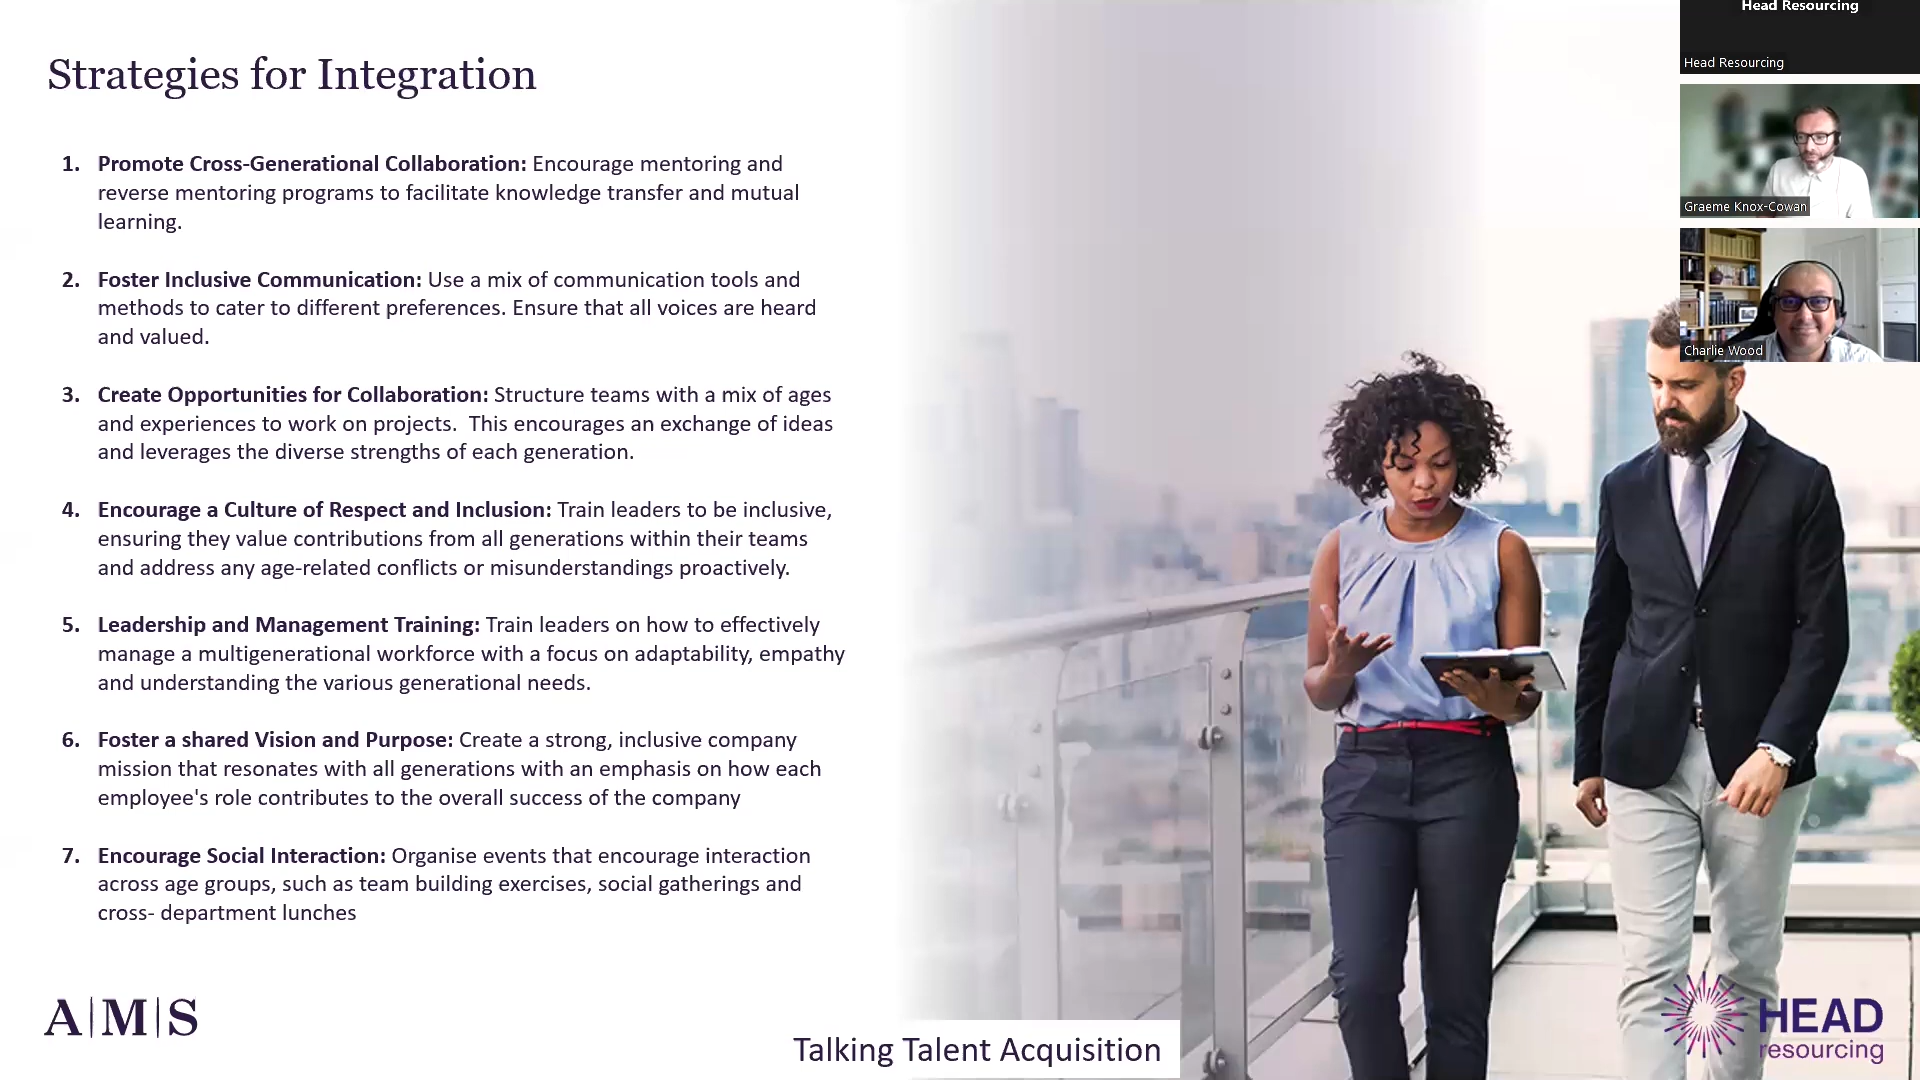 Strategies for Integration
1. Promote Cross-Generational Collaboration: Encourage mentoring and
reverse mentoring programs to facilitate knowledge transfer and mutual
learning.
2. Foster Inclusive Communication: Use a mix of communication tools and
methods to cater to different preferences. Ensure that all voices are heard
and valued.
3. Create Opportunities for Collaboration: Structure teams with a mix of ages
and experiences to work on projects.  This encourages an exchange of ideas
and leverages the diverse strengths of each generation.
4. Encourage a Culture of Respect and Inclusion: Train leaders to be inclusive,
ensuring they value contributions from all generations within their teams
and address any age-related conflicts or misunderstandings proactively.
5. Leadership and Management Training: Train leaders on how to effectively
manage a multigenerational workforce with a focus on adaptability, empathy
and understanding the various generational needs.
6. Foster a shared Vision and Purpose: Create a strong, inclusive company
mission that resonates with all generations with an emphasis on how each
employee's role contributes to the overall success of the company
7. Encourage Social Interaction: Organise events that encourage interaction
across age groups, such as team building exercises, social gatherings and
cross- department lunches
A|M|S
Talking Talent Acquisition
HEAD
resourcing
Head Resourcing
Head Resourcing
Graeme Knox-Cowan
Charlie Wood